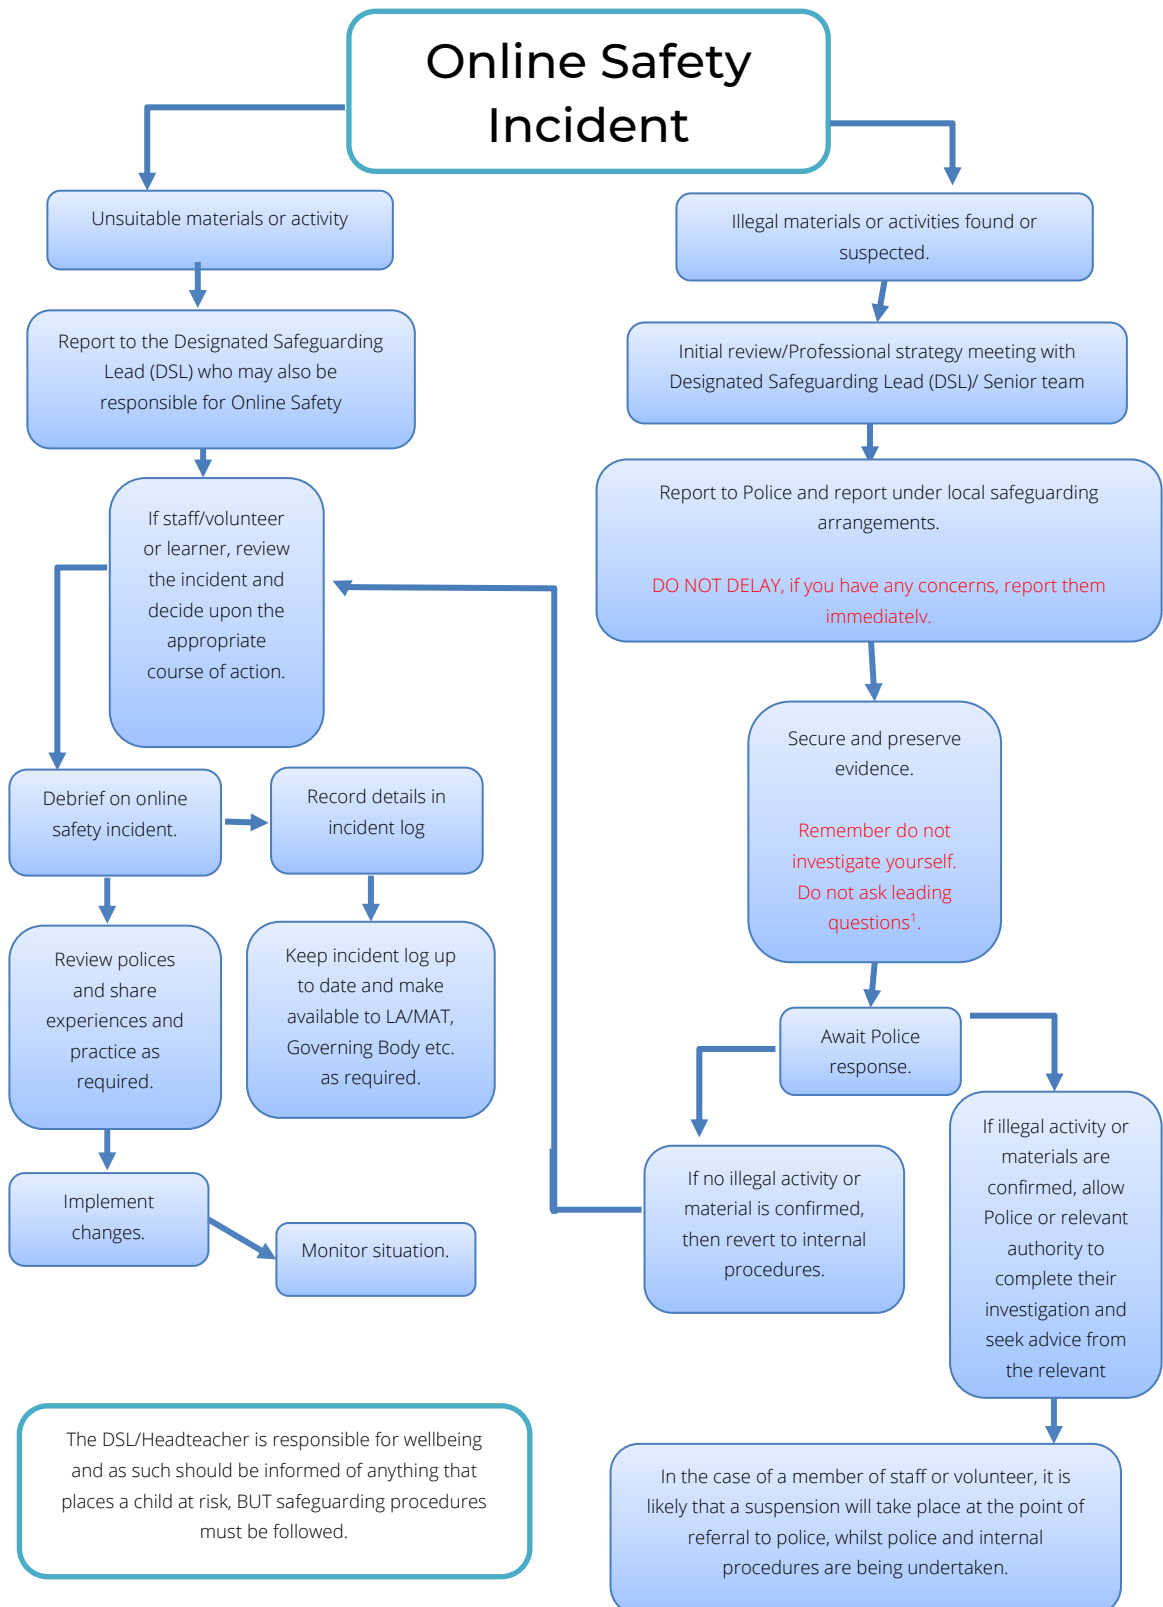 Online Safety
Incident
Unsuitable materials or activity
Report to the Designated Safeguarding
Lead (DSL) who may also be
responsible for Online Safety
If staff/volunteer
or learner, review
the incident and
decide upon the
appropriate
course of action.
Debrief on online
safety incident.
Record details in
incident log
Review polices
and share
experiences and
practice as
required.
Keep incident log up
to date and make
available to LA/MAT,
Governing Body etc.
as required.
Implement
changes.
Monitor situation.
Illegal materials or activities found or
suspected.
Initial review/Professional strategy meeting with
Designated Safeguarding Lead (DSL)/ Senior team
Report to Police and report under local safeguarding
arrangements.
DO NOT DELAY, if you have any concerns, report them
immediately.
Secure and preserve
evidence.
Remember do not
investigate yourself.
Do not ask leading
questions¹.
Await Police
response.
If no illegal activity or
material is confirmed,
then revert to internal
procedures.
If illegal activity or
materials are
confirmed, allow
Police or relevant
authority to
complete their
investigation and
seek advice from
the relevant
In the case of a member of staff or volunteer, it is
likely that a suspension will take place at the point of
referral to police, whilst police and internal
procedures are being undertaken.
The DSL/Headteacher is responsible for wellbeing
and as such should be informed of anything that
places a child at risk, BUT safeguarding procedures
must be followed.